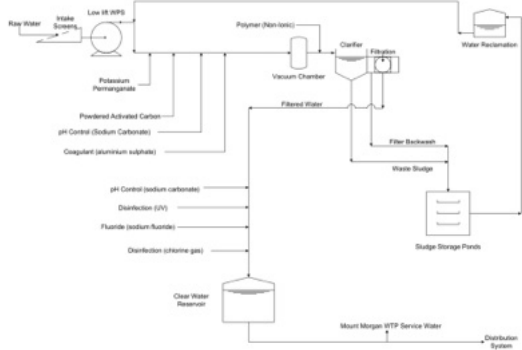 Raw Water
Intake
Screens
Low lift WPS
Polymer (Non-Ionic)
Clarifier
Filtration
Water Reclamation
Vacuum Chamber
Potassium
Permanganate
Powdered Activated Carbon
pH Control (Sodium Carbonate)
Coagulant (aluminium sulphate)
Filtered Water
Filter Backwash
Waste Sludge
pH Control (sodium carbonate)
Disinfection (UV)
Fluoride (sodium fluoride)
Disinfection (chlorine gas)
Sludge Storage Ponds
Clear Water
Reservoir
Mount Morgan WTP Service Water
Distribution
System